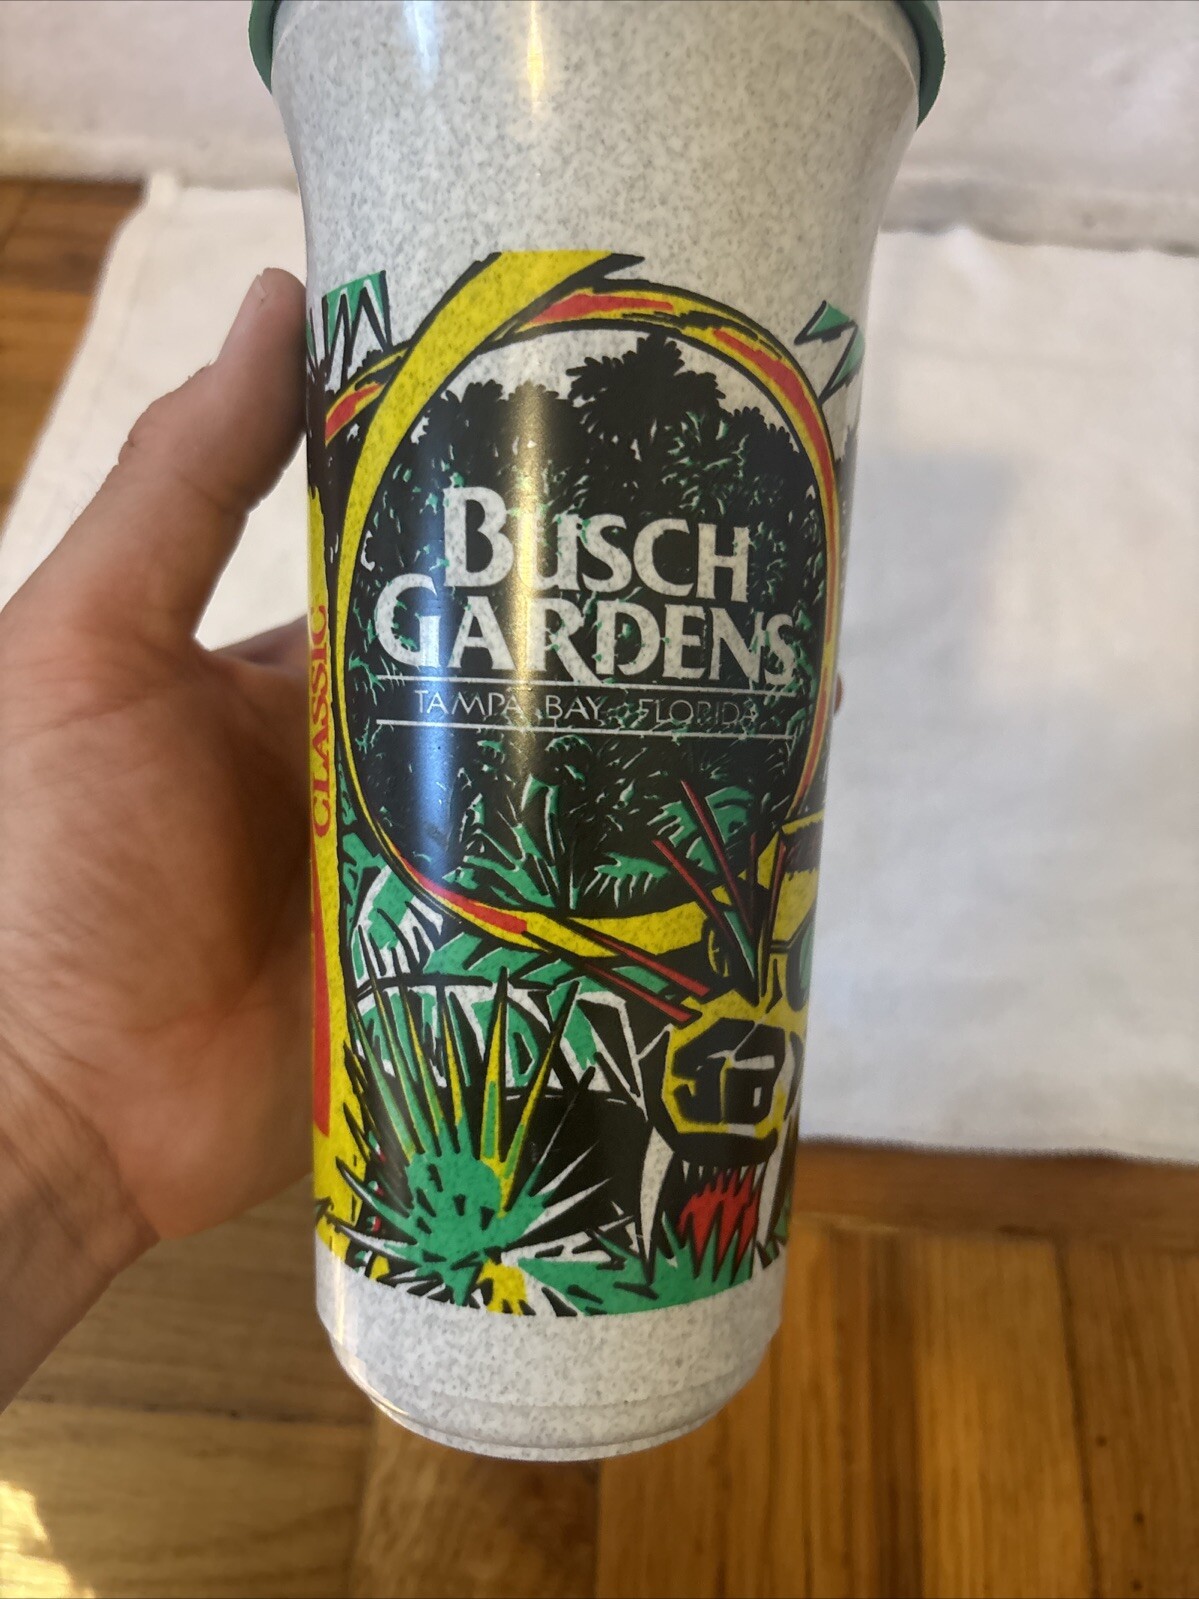 BUSCH
GARDENS
TAMPA BAY, FLORIDA
CLASSIC